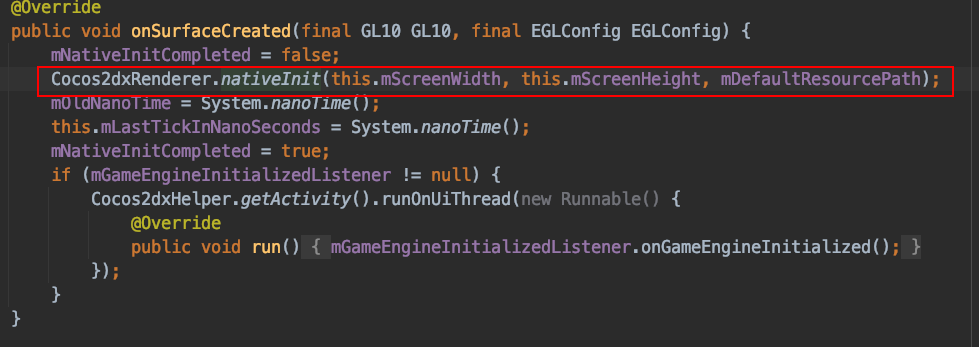 @Override
public void onSurfaceCreated(final GL10 GL10, final EGLConfig EGLConfig) {
    mNativeInitCompleted = false;
    Cocos2dxRenderer.nativeInit(this.mScreenWidth, this.mScreenHeight, mDefaultResourcePath);
    mOldNanoTime = System.nanoTime();
    this.mLastTickInNanoSeconds = System.nanoTime();
    mNativeInitCompleted = true;
    if (mGameEngineInitializedListener != null) {
        Cocos2dxHelper.getActivity().runOnUiThread(new Runnable() {
            @Override
            public void run() { mGameEngineInitializedListener.onGameEngineInitialized(); }
        });
    }
}